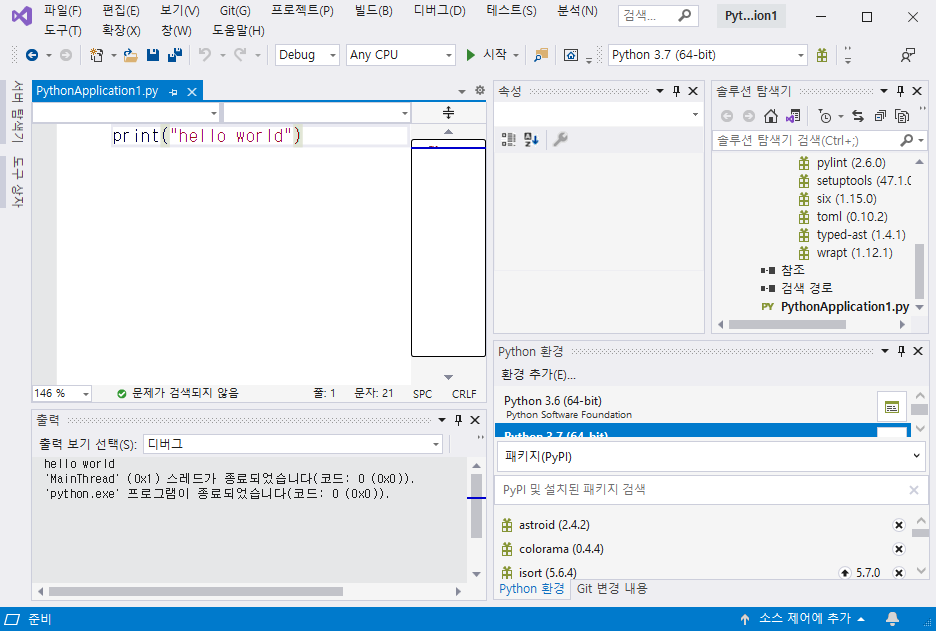 파일(F) 편집(E) 보기(V) Git(G) 프로젝트(P) 빌드(B) 디버그(D) 테스트(S) 분석(N) 검색... Pyt...ion1
도구(T) 확장(X) 창(W) 도움말(H)
Debug Any CPU 시작 Python 3.7 (64-bit)
서버 탐색기
도구 상자
PythonApplication1.py
print("hello world")
146 % 문제가 검색되지 않음 줄: 1 문자: 21 SPC CRLF
출력
출력 보기 선택(S): 디버그
hello world
'MainThread' (0x1) 스레드가 종료되었습니다(코드: 0 (0x0)).
'python.exe' 프로그램이 종료되었습니다(코드: 0 (0x0)).
속성
솔루션 탐색기
솔루션 탐색기 검색(Ctrl+;)
pylint (2.6.0)
setuptools (47.1.0
six (1.15.0)
toml (0.10.2)
typed-ast (1.4.1)
wrapt (1.12.1)
참조
검색 경로
PY PythonApplication1.py
Python 환경
환경 추가(E)...
Python 3.6 (64-bit)
Python Software Foundation
Python 3.7 (64-bit)
패키지(PyPI)
PyPI 및 설치된 패키지 검색
astroid (2.4.2)
colorama (0.4.4)
isort (5.6.4) 5.7.0
Python 환경 Git 변경 내용
준비 소스 제어에 추가